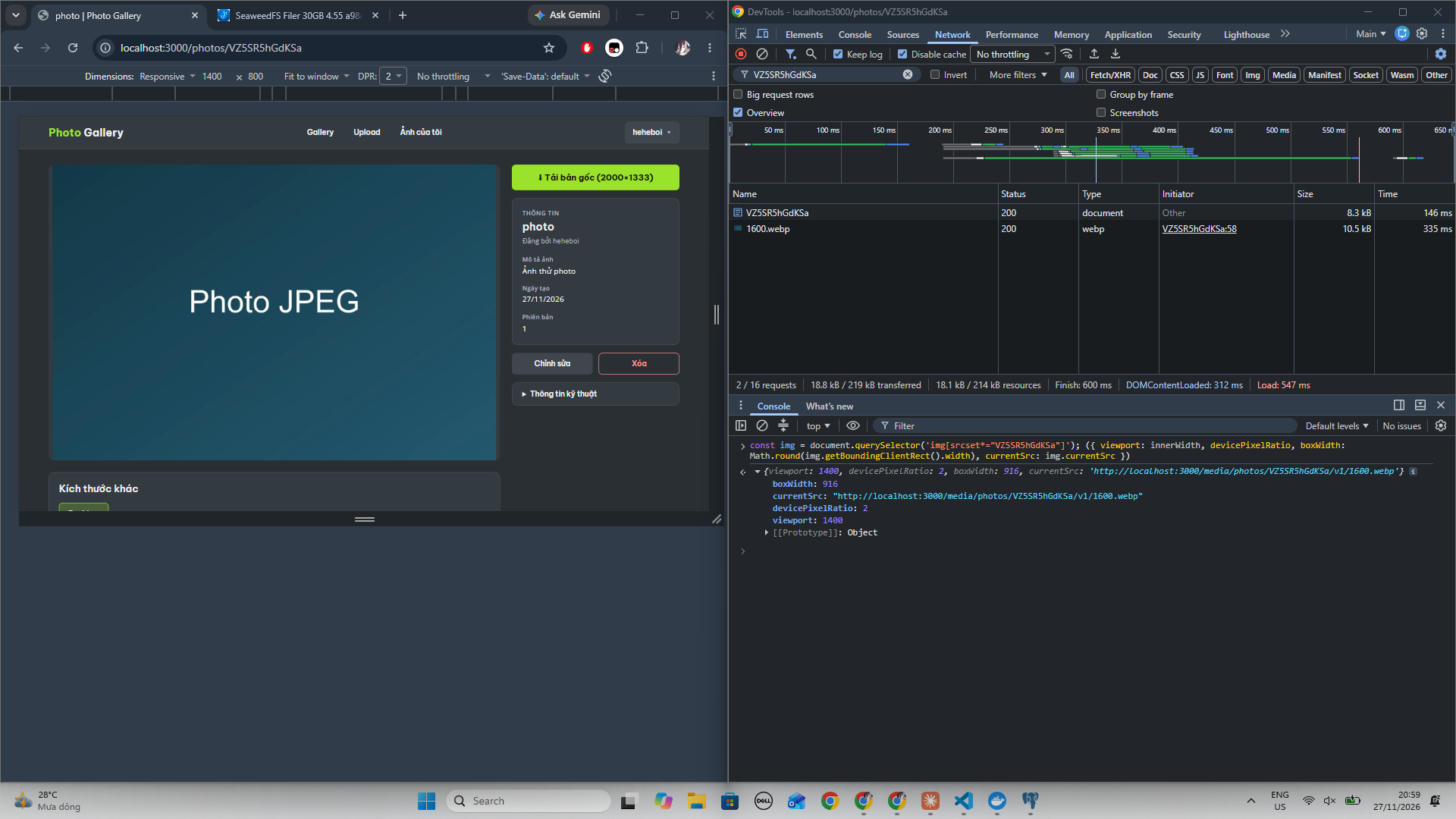 photo | Photo Gallery
SeaweedFS Filer 30GB 4.55 a98
Ask Gemini
localhost:3000/photos/VZ5SR5hGdKSa
Dimensions: Responsive 1400 x 800 Fit to window DPR: 2 No throttling 'Save-Data': default
Photo Gallery
Gallery Upload Ảnh của tôi
heheboi
Photo JPEG
⬇ Tải bản gốc (2000×1333)
THÔNG TIN
photo
Đăng bởi heheboi
Mô tả ảnh
Ảnh thử photo
Ngày tạo
27/11/2026
Phiên bản
1
Chỉnh sửa Xóa
Thông tin kỹ thuật
Kích thước khác
DevTools - localhost:3000/photos/VZ5SR5hGdKSa
Elements Console Sources Network Performance Memory Application Security Lighthouse Main
Keep log Disable cache No throttling
VZ5SR5hGdKSa Invert More filters All Fetch/XHR Doc CSS JS Font Img Media Manifest Socket Wasm Other
Big request rows Group by frame
Overview Screenshots
50 ms 100 ms 150 ms 200 ms 250 ms 300 ms 350 ms 400 ms 450 ms 500 ms 550 ms 600 ms 650 m
Name Status Type Initiator Size Time
VZ5SR5hGdKSa 200 document Other 8.3 kB 146 ms
1600.webp 200 webp VZ5SR5hGdKSa:58 10.5 kB 335 ms
2 / 16 requests 18.8 kB / 219 kB transferred 18.1 kB / 214 kB resources Finish: 600 ms DOMContentLoaded: 312 ms Load: 547 ms
Console What's new
top Filter Default levels No issues
const img = document.querySelector('img[srcset*="VZ5SR5hGdKSa"]'); ({ viewport: innerWidth, devicePixelRatio, boxWidth:
Math.round(img.getBoundingClientRect().width), currentSrc: img.currentSrc })
{viewport: 1400, devicePixelRatio: 2, boxWidth: 916, currentSrc: 'http://localhost:3000/media/photos/VZ5SR5hGdKSa/v1/1600.webp'}
boxWidth: 916
currentSrc: "http://localhost:3000/media/photos/VZ5SR5hGdKSa/v1/1600.webp"
devicePixelRatio: 2
viewport: 1400
[[Prototype]]: Object
28°C
Mưa dông
Search
DELL
ENG
US
20:59
27/11/2026